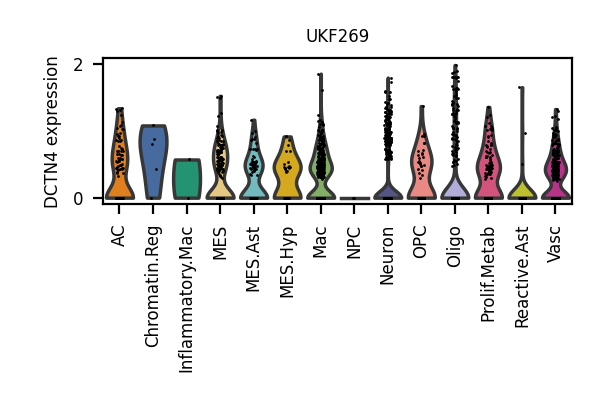 UKF269
DCTN4 expression
2
0
AC
Chromatin.Reg
Inflammatory.Mac
MES
MES.Ast
MES.Hyp
Mac
NPC
Neuron
OPC
Oligo
Prolif.Metab
Reactive.Ast
Vasc